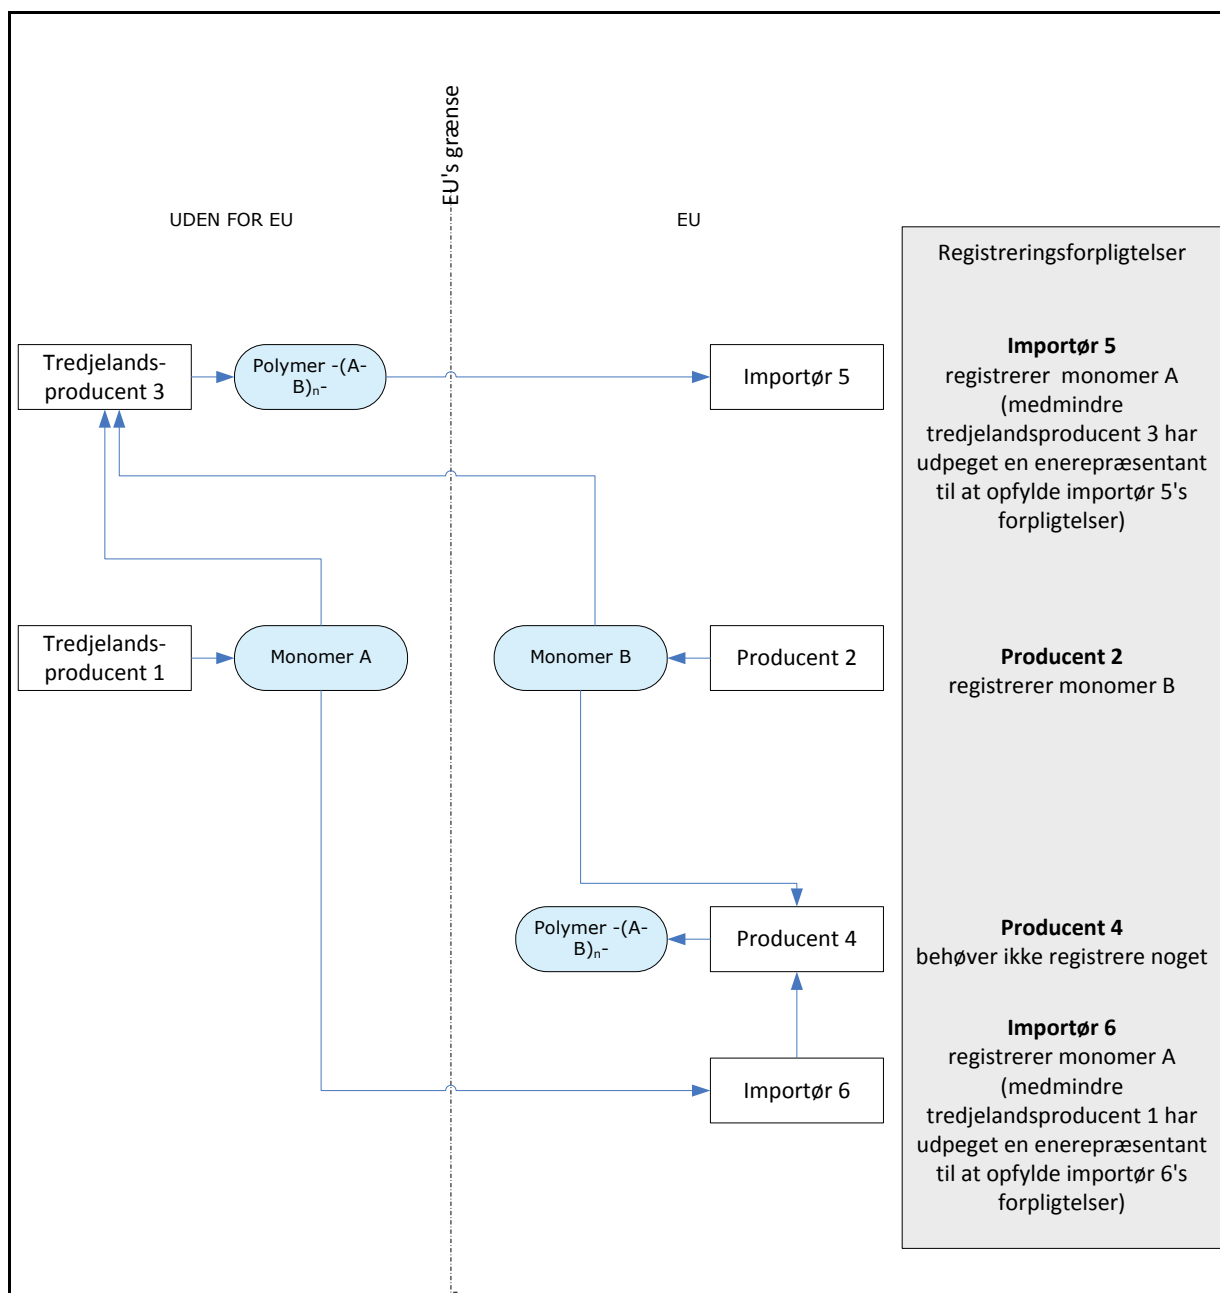 EU's grænse
UDEN FOR EU
EU
Registreringsforpligtelser
Tredjelands-
producent 3
Polymer -(A-
B)n-
Importør 5
Importør 5
registrerer monomer A
(medmindre
tredjelandsproducent 3 har
udpeget en enerepræsentant
til at opfylde importør 5's
forpligtelser)
Tredjelands-
producent 1
Monomer A
Monomer B
Producent 2
Producent 2
registrerer monomer B
Polymer -(A-
B)n-
Producent 4
Producent 4
behøver ikke registrere noget
Importør 6
Importør 6
registrerer monomer A
(medmindre
tredjelandsproducent 1 har
udpeget en enerepræsentant
til at opfylde importør 6's
forpligtelser)